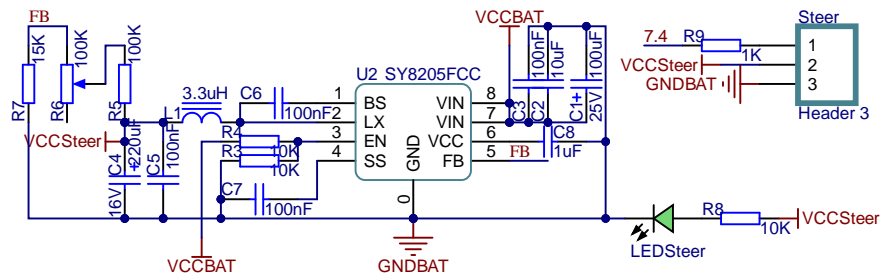 FB
15K
R7
100K
R6
100K
R5
VCCSteer
C4
220uF
+
16V
C5
100nF
L1
3.3uH
C6
100nF
R4
10K
R3
10K
C7
100nF
VCCBAT
U2 SY8205FCC
1 BS
2 LX
3 EN
4 SS
VIN 8
VIN 7
VCC 6
FB 5
GND
0
GNDBAT
VCCBAT
C3
100nF
C2
10uF
C1
+
100uF
25V
C8
1uF
FB
LEDSteer
R8
10K
VCCSteer
Steer
7.4
R9
1K
VCCSteer
GNDBAT
1
2
3
Header 3